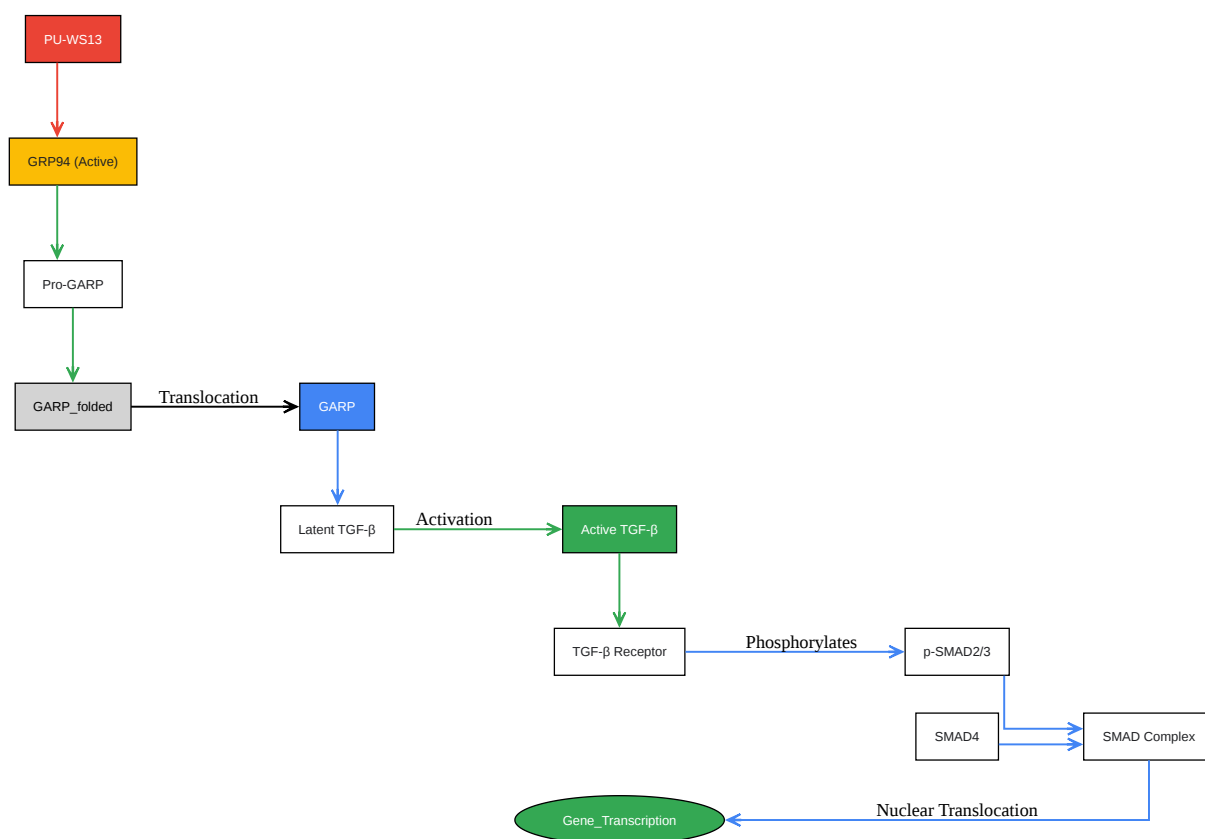 PU-WS13
GRP94 (Active)
Pro-GARP
GARP_folded
Translocation
GARP
Latent TGF-β
Activation
Active TGF-β
TGF-β Receptor
Phosphorylates
p-SMAD2/3
SMAD4
SMAD Complex
Nuclear Translocation
Gene_Transcription